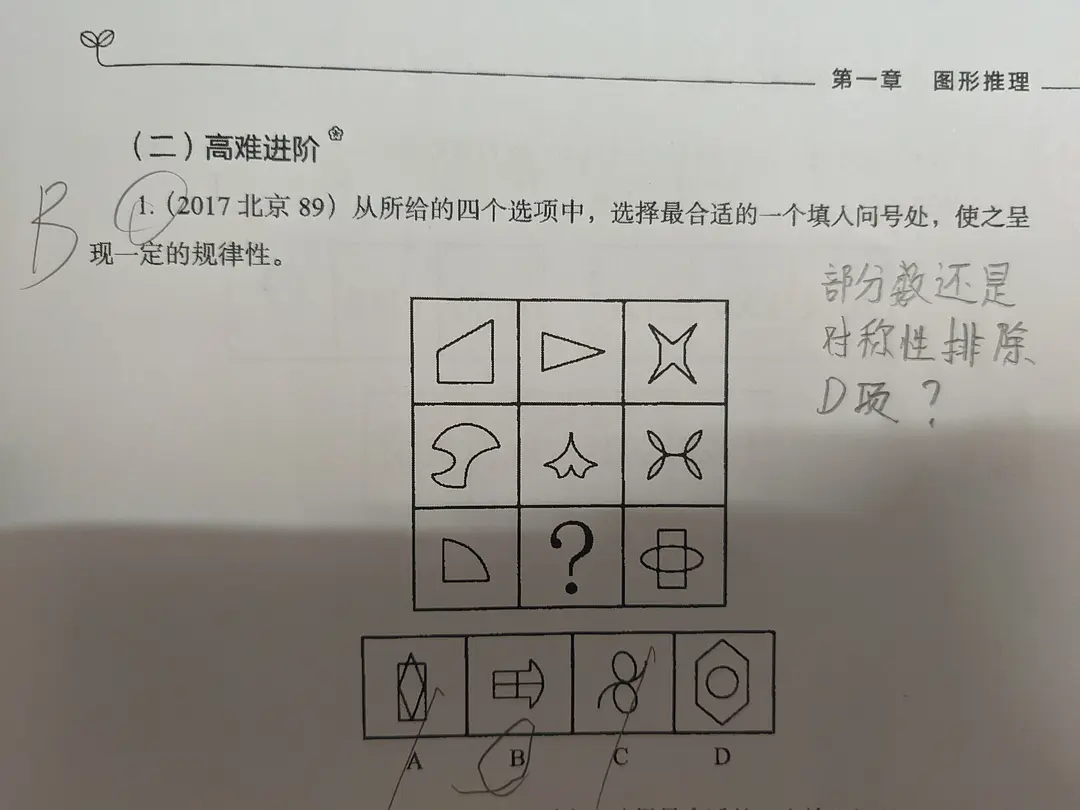 第一章 图形推理
（二）高难进阶
B
1.（2017 北京 89）从所给的四个选项中，选择最合适的一个填入问号处，使之呈
现一定的规律性。
部分数还是
对称性排除
D项？
?
A B C D